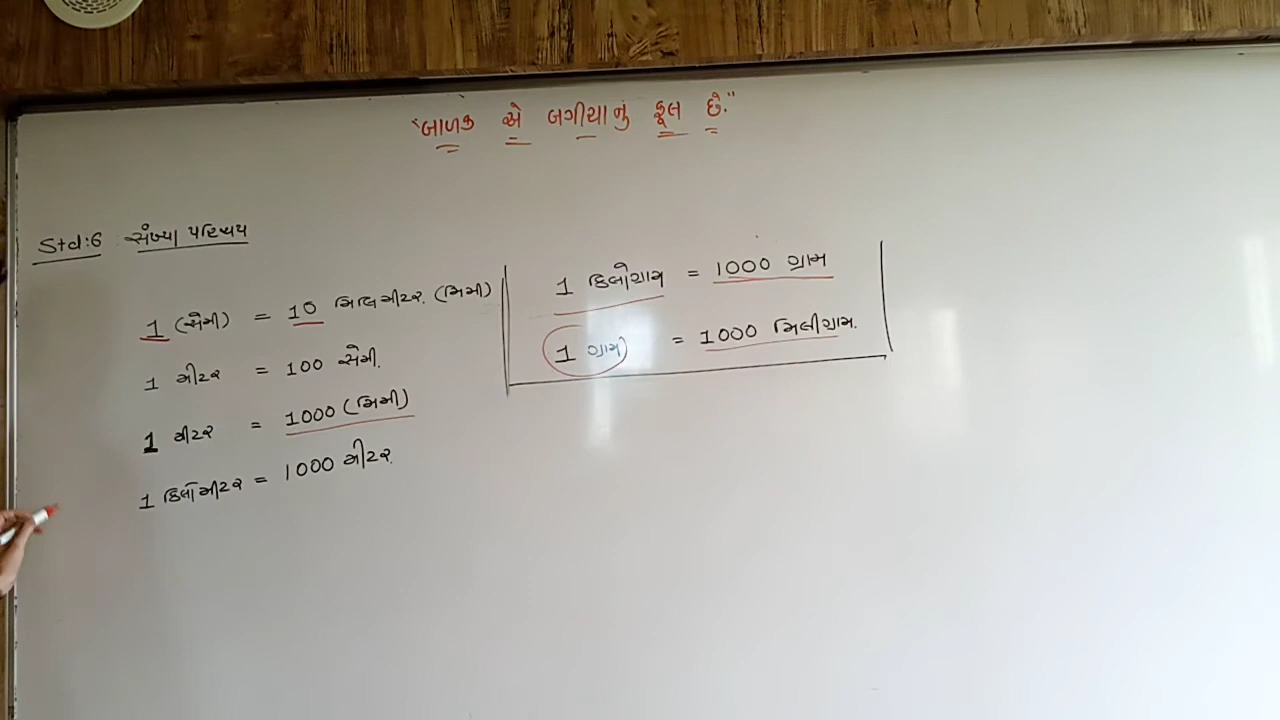 "બાળક એ બગીચાનું ફૂલ છે."
Std:6 સંખ્યા પરિચય
1 (સેમી) = 10 મિલિમીટર. (મિમી)
1 મીટર = 100 સેમી.
1 મીટર = 1000 (મિમી)
1 કિલોમીટર = 1000 મીટર.
1 કિલોગ્રામ = 1000 ગ્રામ
1 ગ્રામ = 1000 મિલીગ્રામ.